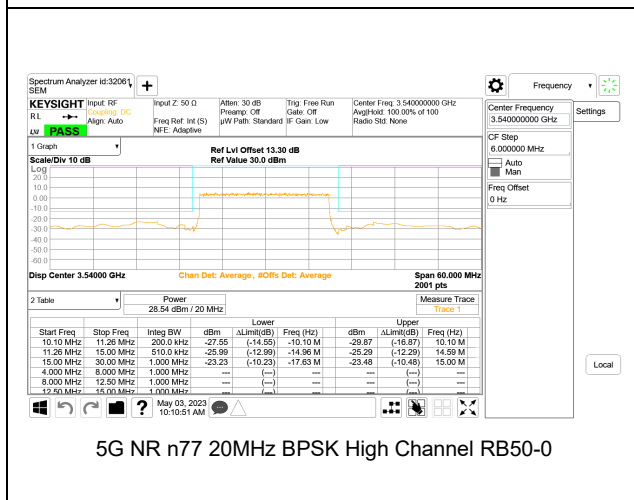 Spectrum Analyzer id:32061
SEM
Frequency
KEYSIGHT
RL
LXI PASS
Input: RF
Coupling: DC
Align: Auto
Input Z: 50 Ω
Freq Ref: Int (S)
NFE: Adaptive
Atten: 30 dB
Preamp: Off
µW Path: Standard
Trig: Free Run
Gate: Off
IF Gain: Low
Center Freq: 3.540000000 GHz
Avg|Hold: 100.00% of 100
Radio Std: None
Center Frequency
3.540000000 GHz
Settings
CF Step
6.000000 MHz
Auto
Man
Freq Offset
0 Hz
1 Graph
Scale/Div 10 dB
Ref Lvl Offset 13.30 dB
Ref Value 30.0 dBm
Log
20.0
10.0
0.00
-10.0
-20.0
-30.0
-40.0
-50.0
-60.0
Disp Center 3.54000 GHz Chan Det: Average, #Offs Det: Average Span 60.000 MHz
2001 pts
2 Table
Power
28.54 dBm / 20 MHz
Measure Trace
Trace 1
Lower Upper
Start Freq Stop Freq Integ BW dBm ΔLimit(dB) Freq (Hz) dBm ΔLimit(dB) Freq (Hz)
10.10 MHz 11.26 MHz 200.0 kHz -27.55 (-14.55) -10.10 M -29.87 (-16.87) 10.10 M
11.26 MHz 15.00 MHz 510.0 kHz -25.99 (-12.99) -14.96 M -25.29 (-12.29) 14.59 M
15.00 MHz 30.00 MHz 1.000 MHz -23.23 (-10.23) -17.63 M -23.48 (-10.48) 15.00 M
4.000 MHz 8.000 MHz 1.000 MHz --- (---) --- --- (---) ---
8.000 MHz 12.50 MHz 1.000 MHz --- (---) --- --- (---) ---
12.50 MHz 15.00 MHz 1.000 MHz --- (---) --- --- (---) ---
Local
?
May 03, 2023
10:10:51 AM
5G NR n77 20MHz BPSK High Channel RB50-0